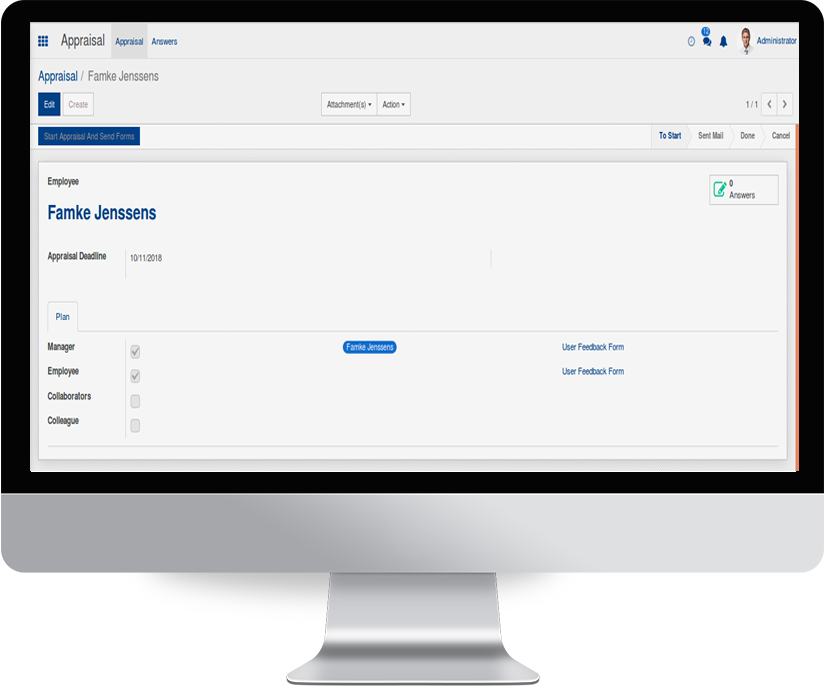 Appraisal Appraisal Answers 12 Administrator
Appraisal / Famke Jenssens
Edit Create Attachment(s) Action 1 / 1
Start Appraisal And Send Forms To Start Sent Mail Done Cancel
Employee
0
Answers
Famke Jenssens
Appraisal Deadline 10/11/2018
Plan
Manager Famke Jenssens User Feedback Form
Employee User Feedback Form
Collaborators
Colleague